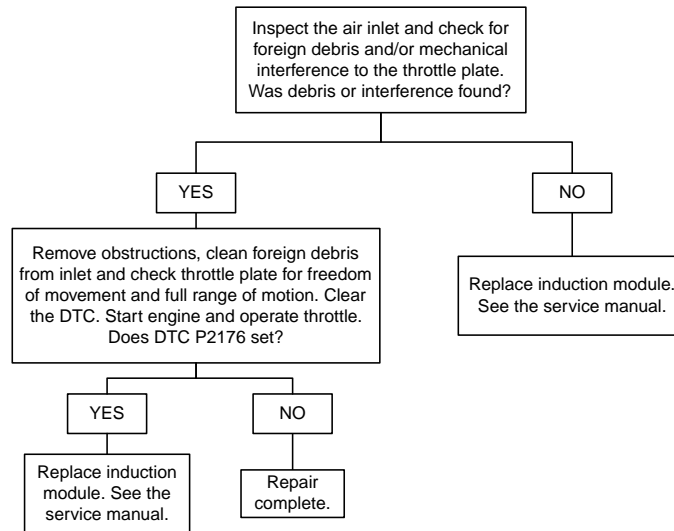 Inspect the air inlet and check for
foreign debris and/or mechanical
interference to the throttle plate.
Was debris or interference found?
YES
NO
Remove obstructions, clean foreign debris
from inlet and check throttle plate for freedom
of movement and full range of motion. Clear
the DTC. Start engine and operate throttle.
Does DTC P2176 set?
Replace induction module.
See the service manual.
YES
NO
Replace induction
module. See the
service manual.
Repair
complete.